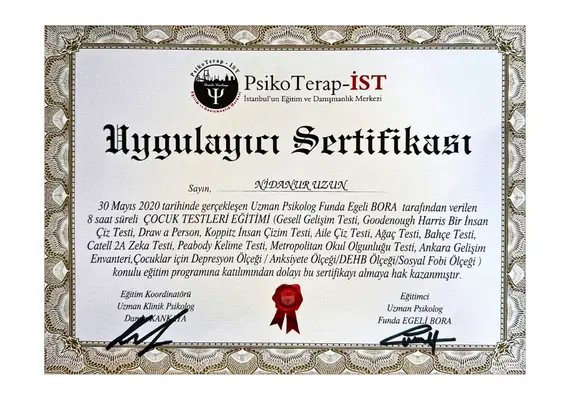 PsikoTerap-İST
PsikoTerap-İST
İstanbul'un Eğitim ve Danışmanlık Merkezi
Uygulayıcı Sertifikası
Sayın, NİDANUR UZUN
30 Mayıs 2020 tarihinde gerçekleşen Uzman Psikolog Funda Egeli BORA tarafından verilen
8 saat süreli ÇOCUK TESTLERİ EĞİTİMİ (Gesell Gelişim Testi, Goodenough Harris Bir İnsan
Çiz Testi, Draw a Person, Koppitz İnsan Çizim Testi, Aile Çiz Testi, Ağaç Testi, Bahçe Testi,
Catell 2A Zeka Testi, Peabody Kelime Testi, Metropolitan Okul Olgunluğu Testi, Ankara Gelişim
Envanteri,Çocuklar için Depresyon Ölçeği / Anksiyete Ölçeği/DEHB Ölçeği/Sosyal Fobi Ölçeği )
konulu eğitim programına katılımından dolayı bu sertifikayı almaya hak kazanmıştır.
Eğitim Koordinatörü
Uzman Klinik Psikolog
KANKAYA
Eğitimci
Uzman Psikolog
Funda EGELİ BORA